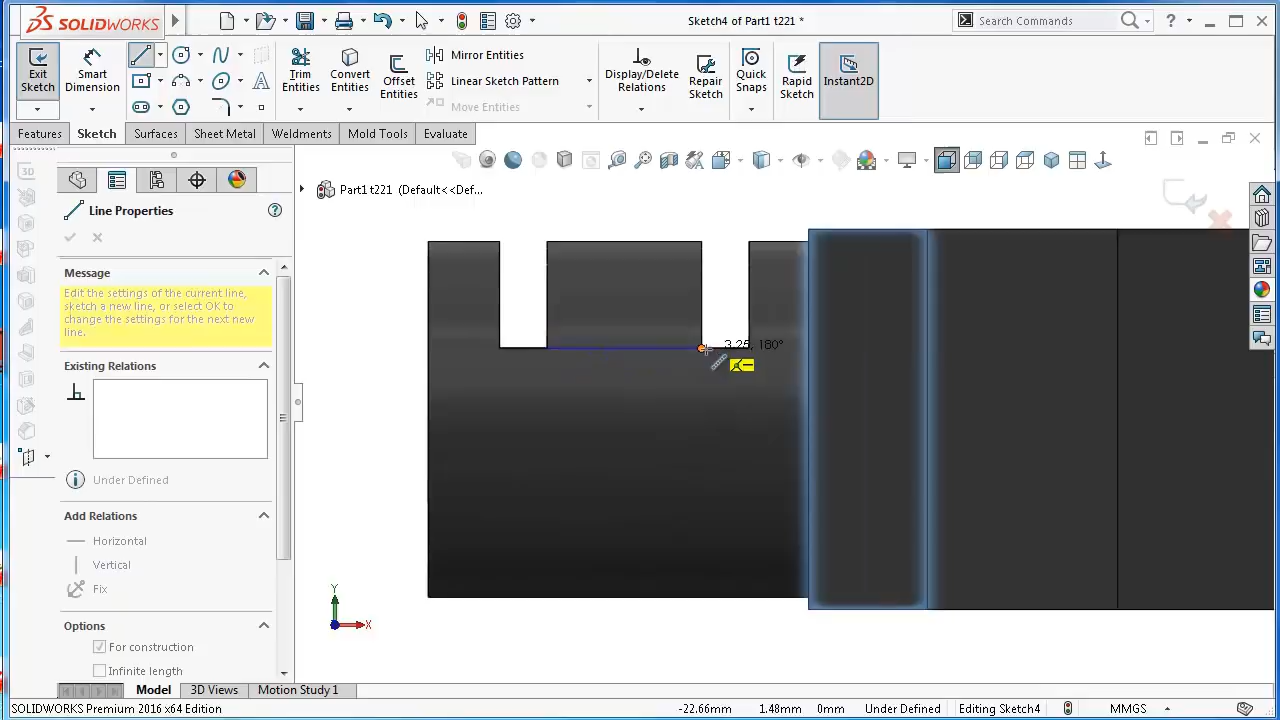 SOLIDWORKS
Sketch4 of Part1 t221 *
Search Commands
?
Exit Sketch
Smart Dimension
Trim Entities
Convert Entities
Offset Entities
Mirror Entities
Linear Sketch Pattern
Move Entities
Display/Delete Relations
Repair Sketch
Quick Snaps
Rapid Sketch
Instant2D
Features
Sketch
Surfaces
Sheet Metal
Weldments
Mold Tools
Evaluate
3D
Part1 t221 (Default<<Def...
Line Properties
?
Message
Edit the settings of the current line, sketch a new line, or select OK to change the settings for the next new line.
Existing Relations
Under Defined
Add Relations
Horizontal
Vertical
Fix
Options
For construction
Infinite length
3.25, 180°
Y
X
Model
3D Views
Motion Study 1
SOLIDWORKS Premium 2016 x64 Edition
-22.66mm
1.48mm
0mm
Under Defined
Editing Sketch4
MMGS